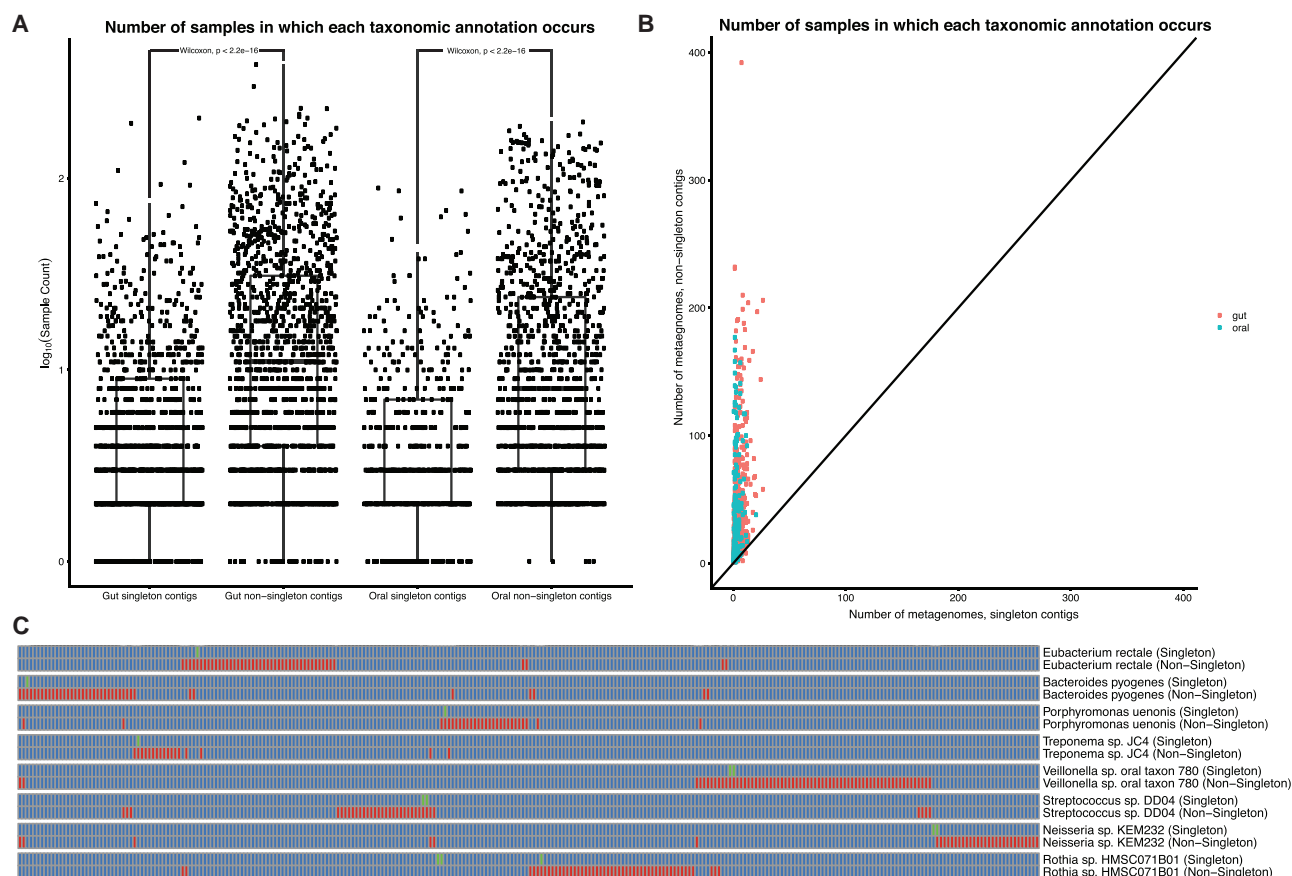 A
Number of samples in which each taxonomic annotation occurs
Wilcoxon, p < 2.2e−16
Wilcoxon, p < 2.2e−16
log10(Sample Count)
2
1
0
Gut singleton contigs
Gut non−singleton contigs
Oral singleton contigs
Oral non−singleton contigs
B
Number of samples in which each taxonomic annotation occurs
Number of metaegnomes, non−singleton contigs
400
300
200
100
0
0
100
200
300
400
Number of metagenomes, singleton contigs
gut
oral
C
Eubacterium rectale (Singleton)
Eubacterium rectale (Non−Singleton)
Bacteroides pyogenes (Singleton)
Bacteroides pyogenes (Non−Singleton)
Porphyromonas uenonis (Singleton)
Porphyromonas uenonis (Non−Singleton)
Treponema sp. JC4 (Singleton)
Treponema sp. JC4 (Non−Singleton)
Veillonella sp. oral taxon 780 (Singleton)
Veillonella sp. oral taxon 780 (Non−Singleton)
Streptococcus sp. DD04 (Singleton)
Streptococcus sp. DD04 (Non−Singleton)
Neisseria sp. KEM232 (Singleton)
Neisseria sp. KEM232 (Non−Singleton)
Rothia sp. HMSC071B01 (Singleton)
Rothia sp. HMSC071B01 (Non−Singleton)